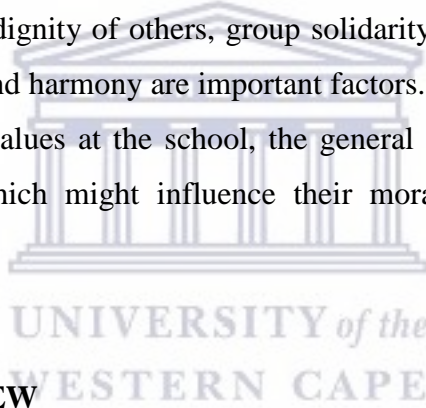 dignity of others, group solidarity
nd harmony are important factors.
alues at the school, the general
hich might influence their mora
UNIVERSITY of the
WESTERN CAPE
EW